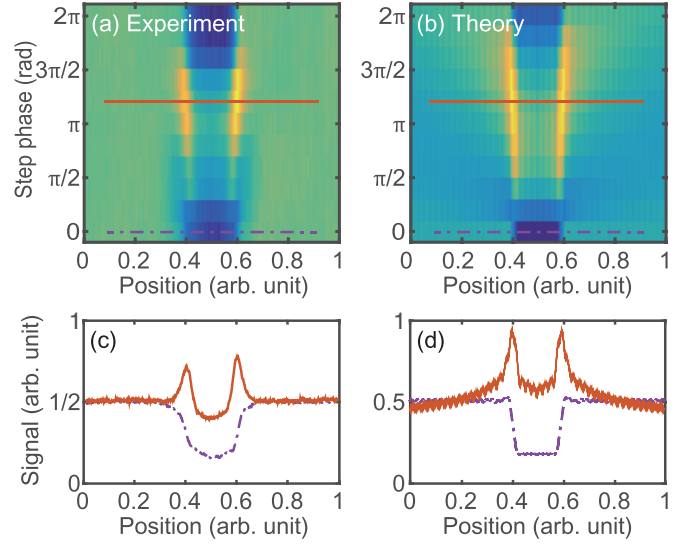 2π
3π/2
π
π/2
0
Step phase (rad)
(a) Experiment
0 0.2 0.4 0.6 0.8 1
Position (arb. unit)
2π
3π/2
π
π/2
0
(b) Theory
0 0.2 0.4 0.6 0.8 1
Position (arb. unit)
1
1/2
0
Signal (arb. unit)
(c)
0 0.2 0.4 0.6 0.8 1
Position (arb. unit)
1
0.5
0
(d)
0 0.2 0.4 0.6 0.8 1
Position (arb. unit)